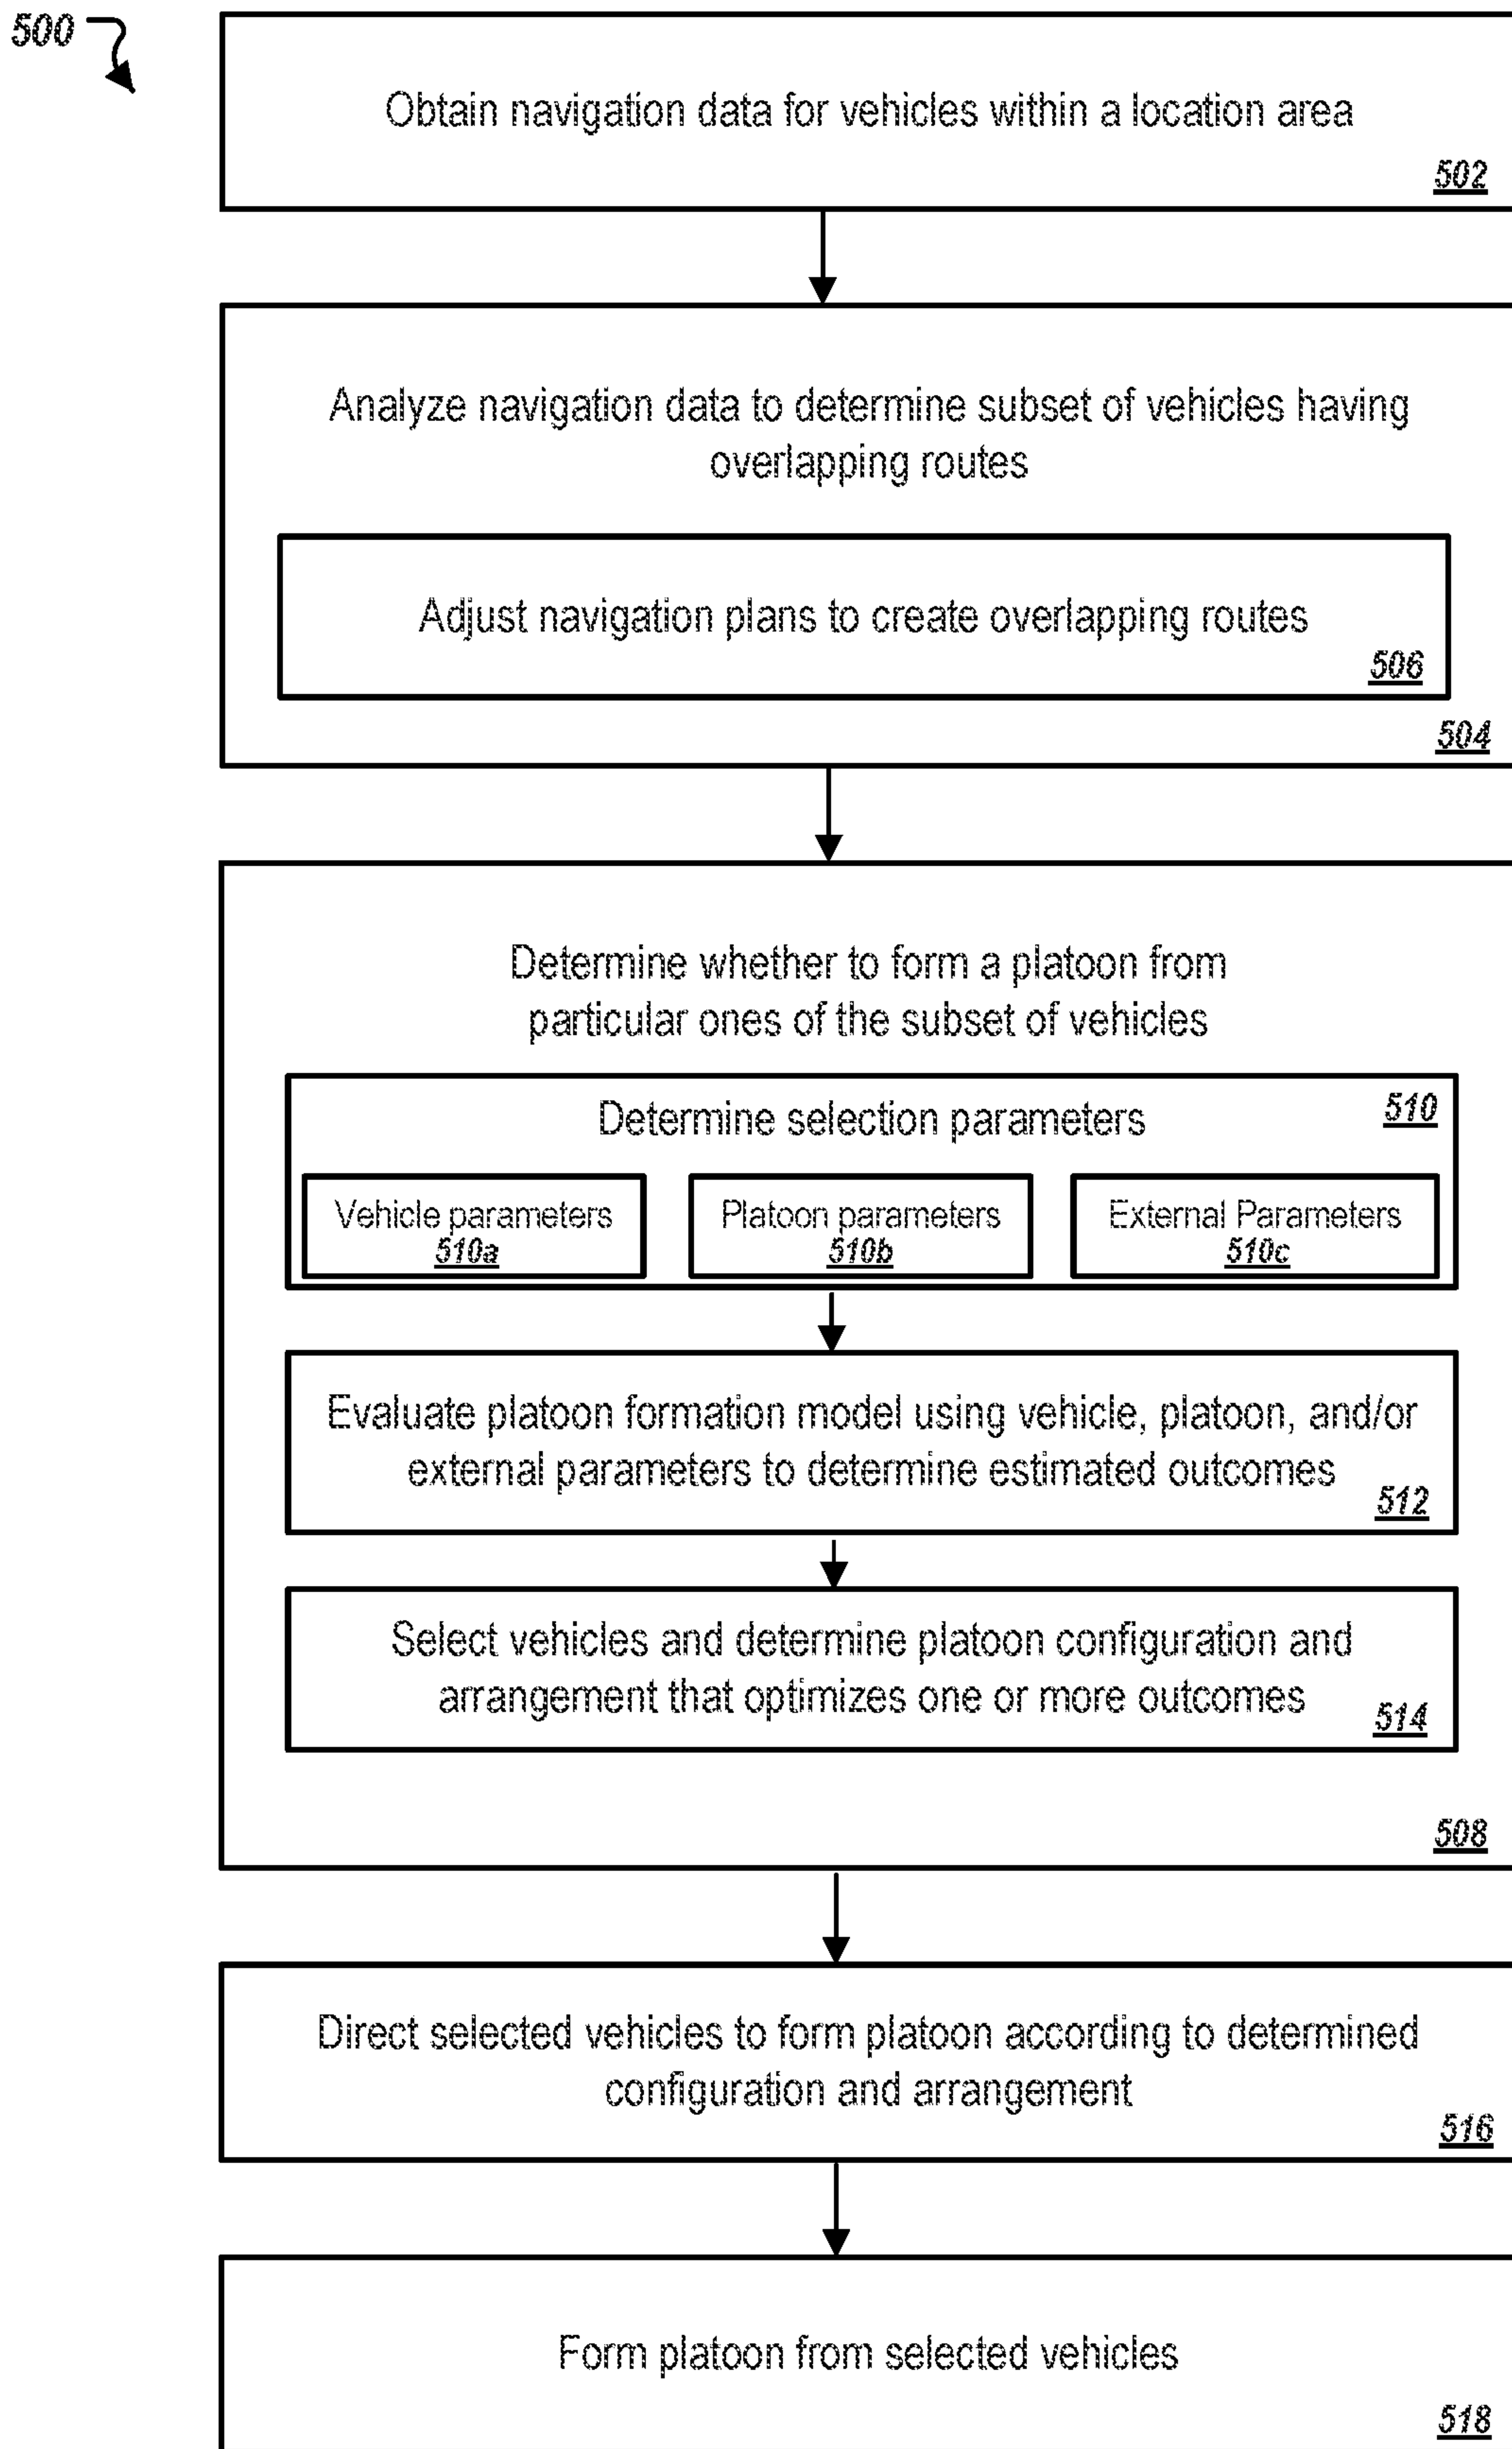 500
Obtain navigation data for vehicles within a location area
502
Analyze navigation data to determine subset of vehicles having
overlapping routes
Adjust navigation plans to create overlapping routes
506
504
Determine whether to form a platoon from
particular ones of the subset of vehicles
Determine selection parameters
510
Vehicle parameters
510a
Platoon parameters
510b
External Parameters
510c
Evaluate platoon formation model using vehicle, platoon, and/or
external parameters to determine estimated outcomes
512
Select vehicles and determine platoon configuration and
arrangement that optimizes one or more outcomes
514
508
Direct selected vehicles to form platoon according to determined
configuration and arrangement
516
Form platoon from selected vehicles
518